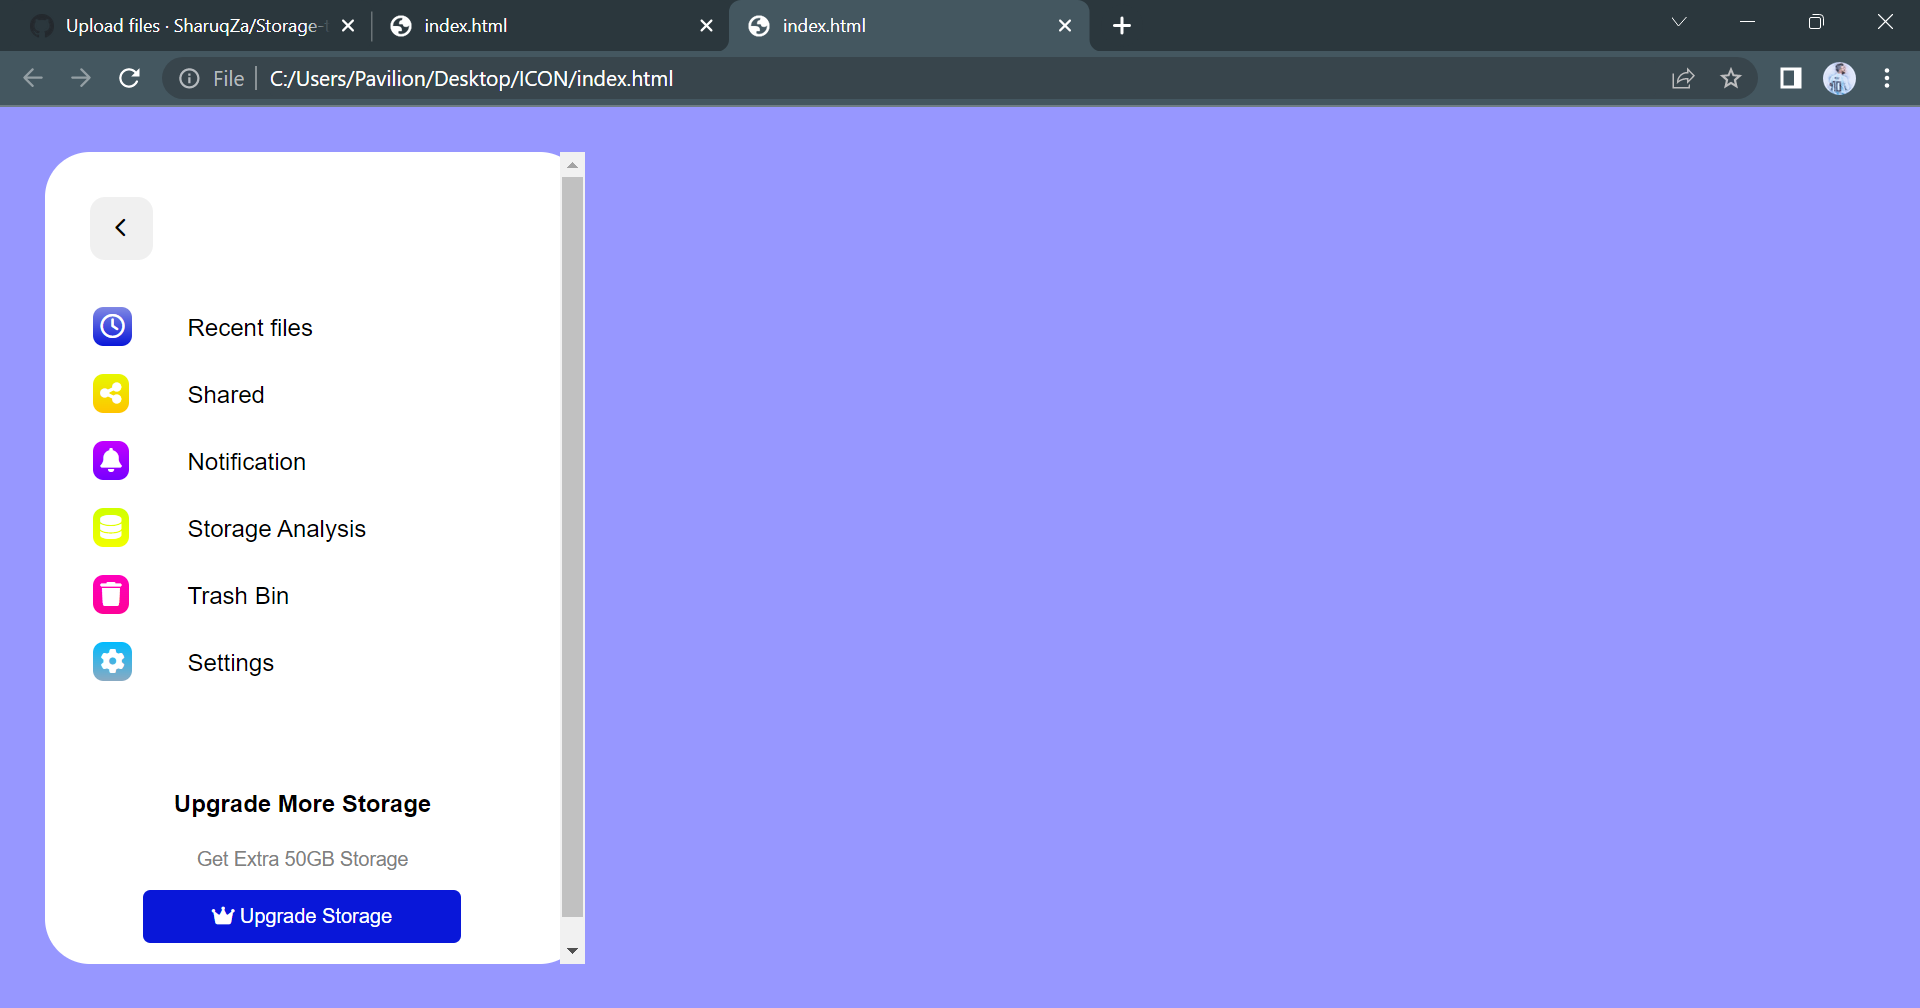 Upload files · SharuqZa/Storage-
index.html
index.html
File
C:/Users/Pavilion/Desktop/ICON/index.html
Recent files
Shared
Notification
Storage Analysis
Trash Bin
Settings
Upgrade More Storage
Get Extra 50GB Storage
Upgrade Storage